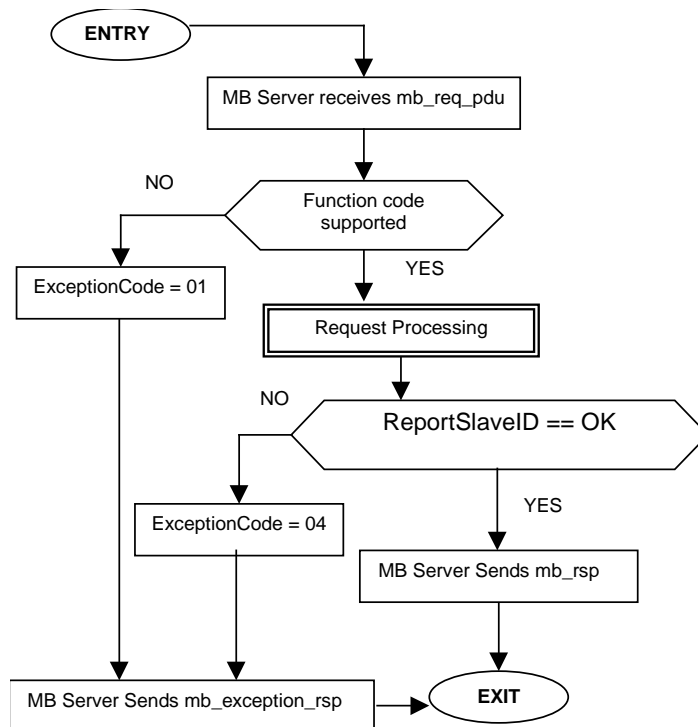 ENTRY
MB Server receives mb_req_pdu
NO
Function code
supported
YES
ExceptionCode = 01
Request Processing
NO
ReportSlaveID == OK
YES
ExceptionCode = 04
MB Server Sends mb_rsp
MB Server Sends mb_exception_rsp
EXIT